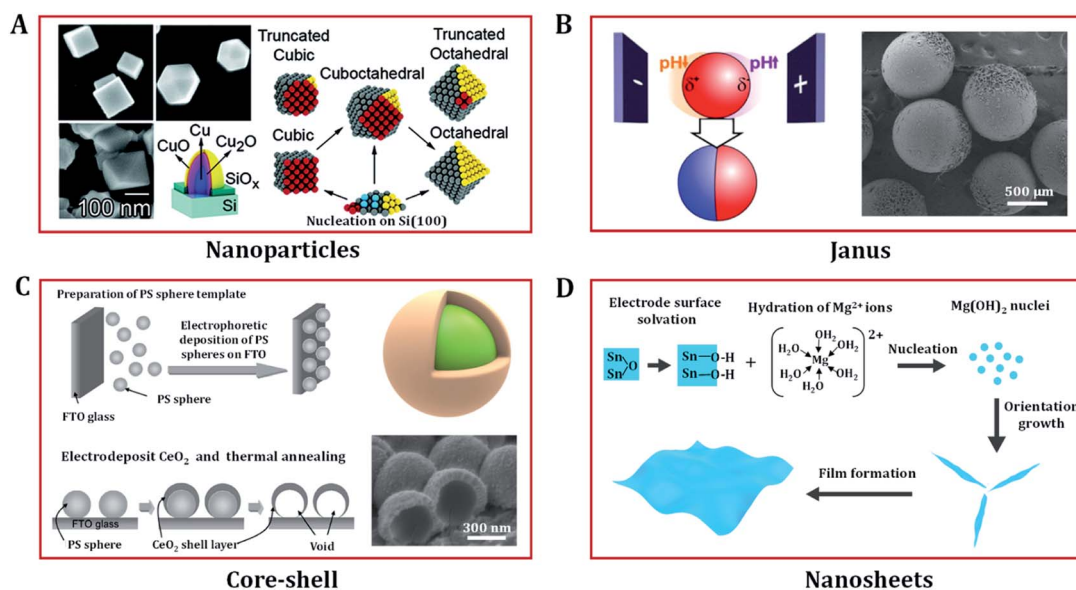 A
Truncated
Cubic
Truncated
Octahedral
Cuboctahedral
Cubic
Octahedral
Cu
CuO
Cu₂O
SiOₓ
Si
100 nm
Nucleation on Si(100)
Nanoparticles
B
-
pH
δ⁺
pH
δ⁻
+
500 µm
Janus
C
Preparation of PS sphere template
Electrophoretic
deposition of PS
spheres on FTO
PS sphere
FTO glass
Electrodeposit CeO₂ and thermal annealing
FTO glass
PS sphere
CeO₂ shell layer
Void
300 nm
Core-shell
D
Electrode surface
solvation
Hydration of Mg²⁺ ions
Mg(OH)₂ nuclei
Sn
O
Sn
Sn—O-H
Sn—O-H
+
OH₂
H₂O
OH₂
Mg
H₂O
OH₂
H₂O
2+
Nucleation
Orientation
growth
Film formation
Nanosheets